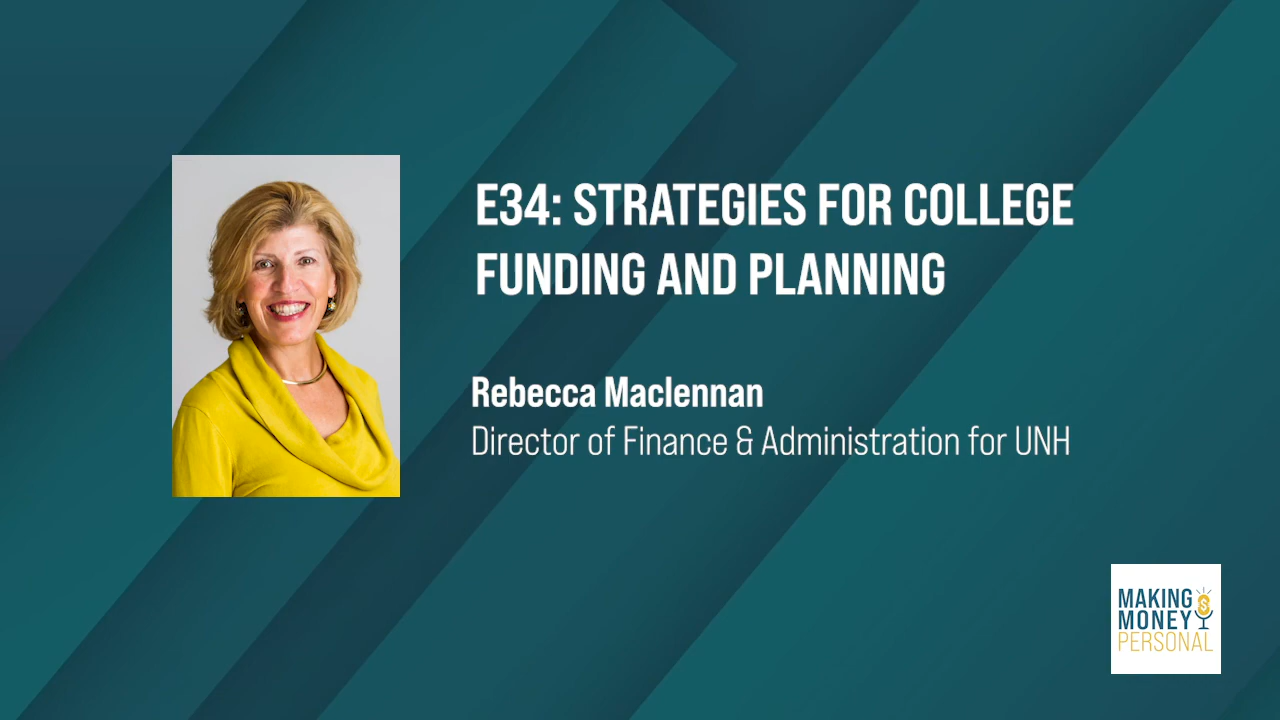 E34: STRATEGIES FOR COLLEGE
FUNDING AND PLANNING
Rebecca Maclennan
Director of Finance & Administration for UNH
MAKING
MONEY
PERSONAL